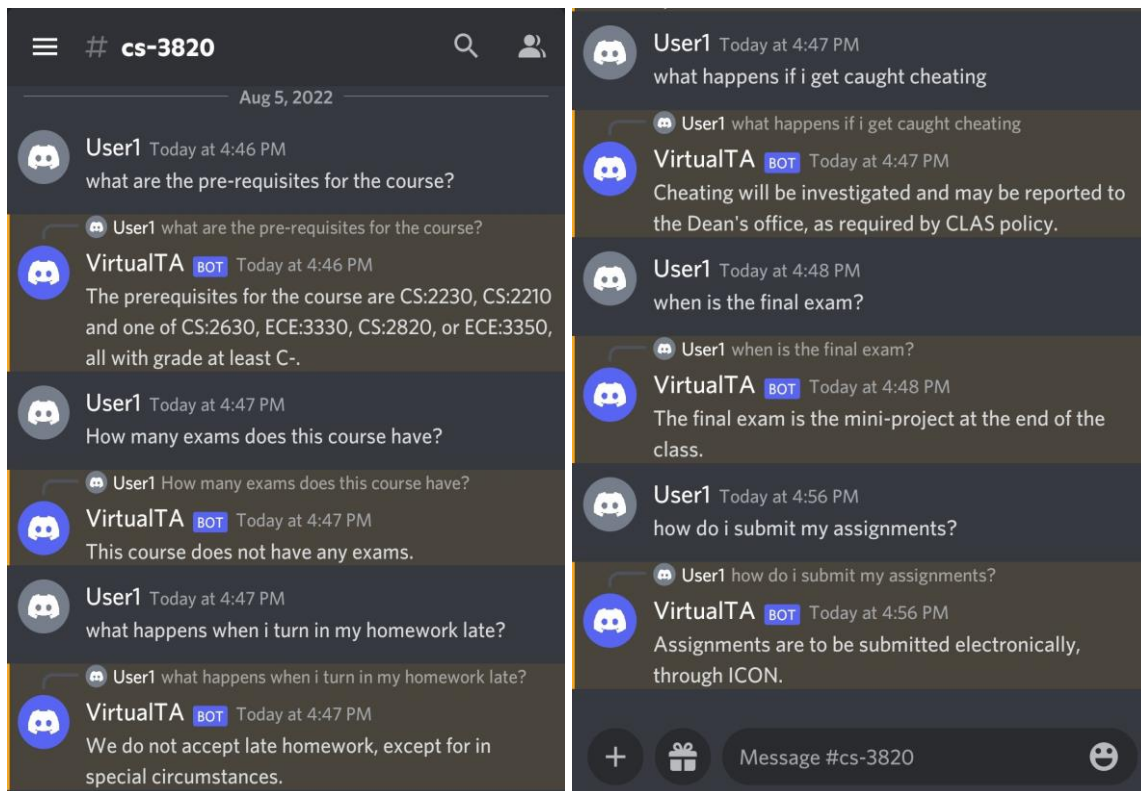 # cs-3820
Aug 5, 2022
User1 Today at 4:46 PM
what are the pre-requisites for the course?
User1 what are the pre-requisites for the course?
VirtualTA BOT Today at 4:46 PM
The prerequisites for the course are CS:2230, CS:2210
and one of CS:2630, ECE:3330, CS:2820, or ECE:3350,
all with grade at least C-.
User1 Today at 4:47 PM
How many exams does this course have?
User1 How many exams does this course have?
VirtualTA BOT Today at 4:47 PM
This course does not have any exams.
User1 Today at 4:47 PM
what happens when i turn in my homework late?
User1 what happens when i turn in my homework late?
VirtualTA BOT Today at 4:47 PM
We do not accept late homework, except for in
special circumstances.
User1 Today at 4:47 PM
what happens if i get caught cheating
User1 what happens if i get caught cheating
VirtualTA BOT Today at 4:47 PM
Cheating will be investigated and may be reported to
the Dean's office, as required by CLAS policy.
User1 Today at 4:48 PM
when is the final exam?
User1 when is the final exam?
VirtualTA BOT Today at 4:48 PM
The final exam is the mini-project at the end of the
class.
User1 Today at 4:56 PM
how do i submit my assignments?
User1 how do i submit my assignments?
VirtualTA BOT Today at 4:56 PM
Assignments are to be submitted electronically,
through ICON.
Message #cs-3820